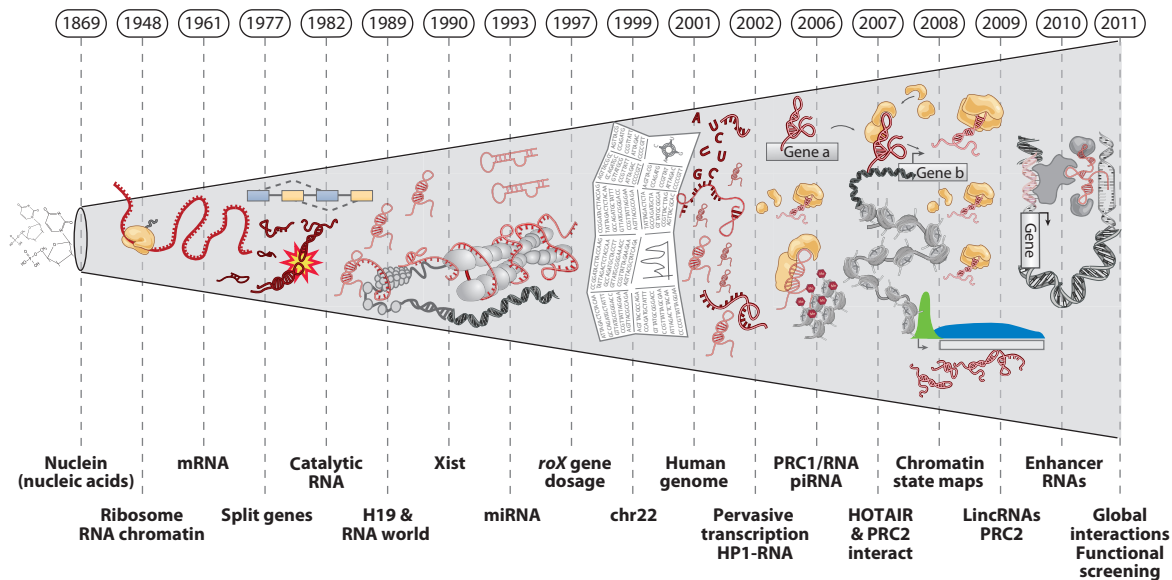 1869
1948
1961
1977
1982
1989
1990
1993
1997
1999
2001
2002
2006
2007
2008
2009
2010
2011
A
U
C
U
U
C
G
Gene a
Gene b
Gene
Nuclein
(nucleic acids)
mRNA
Catalytic
RNA
Xist
roX gene
dosage
Human
genome
PRC1/RNA
piRNA
Chromatin
state maps
Enhancer
RNAs
Ribosome
RNA chromatin
Split genes
H19 &
RNA world
miRNA
chr22
Pervasive
transcription
HP1-RNA
HOTAIR
& PRC2
interact
LincRNAs
PRC2
Global
interactions
Functional
screening